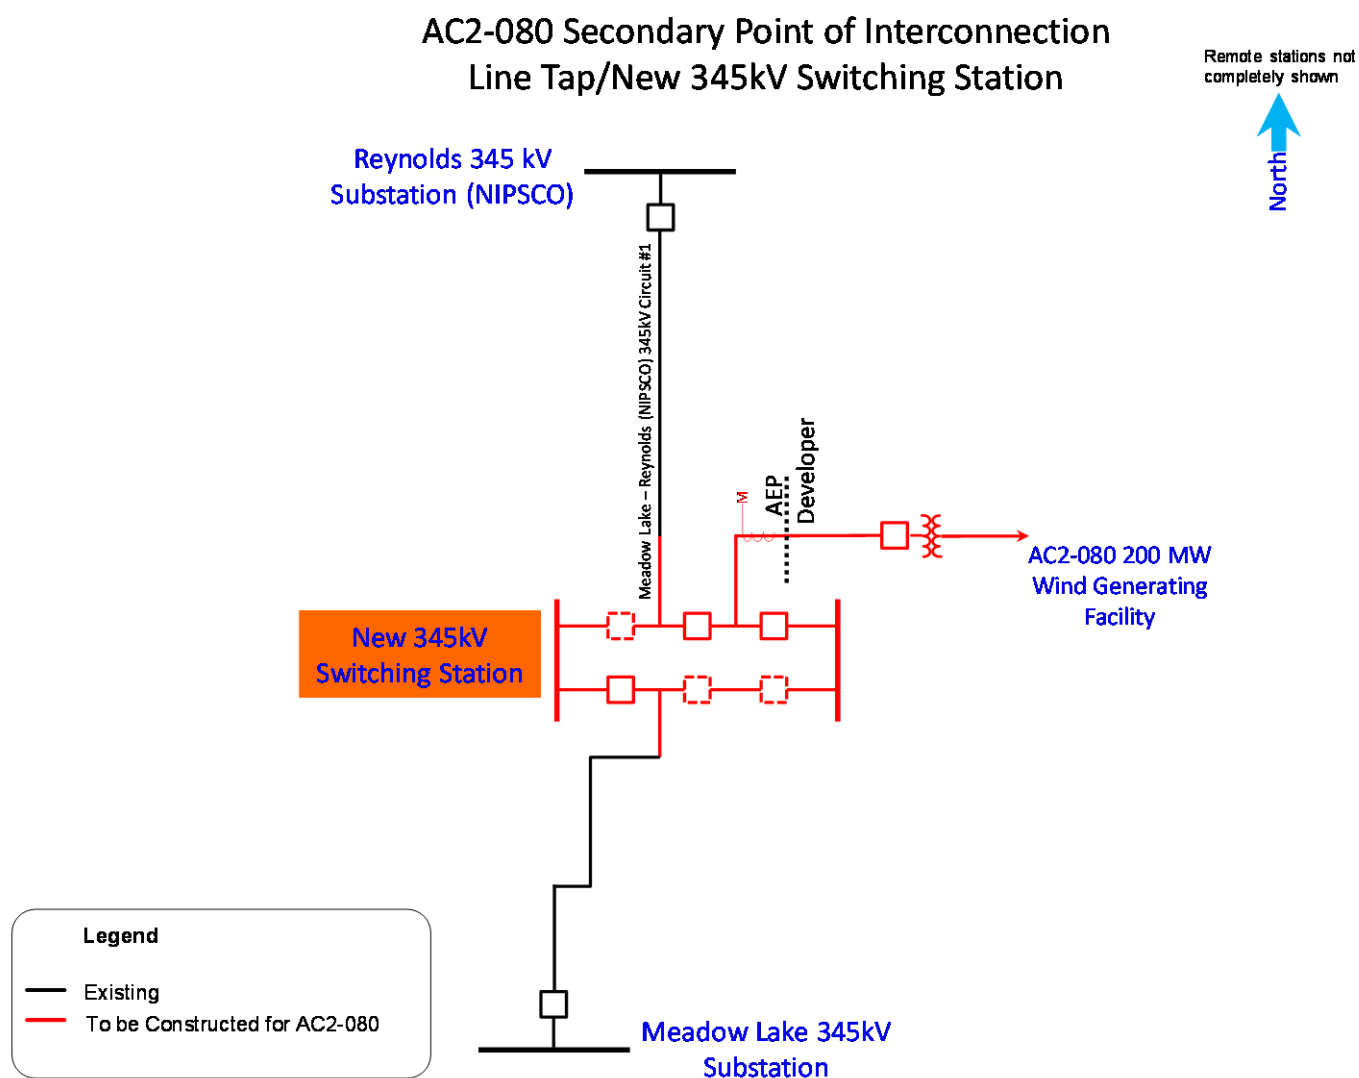 AC2-080 Secondary Point of Interconnection
Line Tap/New 345kV Switching Station
Remote stations not
completely shown
North
Reynolds 345 kV
Substation (NIPSCO)
Meadow Lake – Reynolds (NIPSCO) 345kV Circuit #1
M
AEP
Developer
AC2-080 200 MW
Wind Generating
Facility
New 345kV
Switching Station
Legend
Existing
To be Constructed for AC2-080
Meadow Lake 345kV
Substation